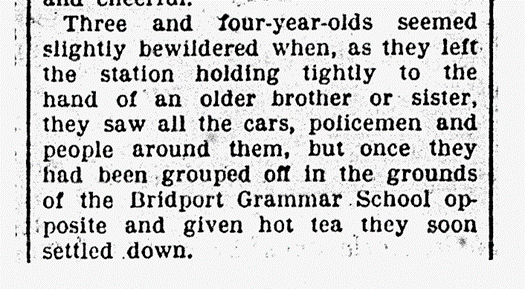 and cheerful.
Three and four-year-olds seemed
slightly bewildered when, as they left
the station holding tightly to the
hand of an older brother or sister,
they saw all the cars, policemen and
people around them, but once they
had been grouped off in the grounds
of the Bridport Grammar School op-
posite and given hot tea they soon
settled down.